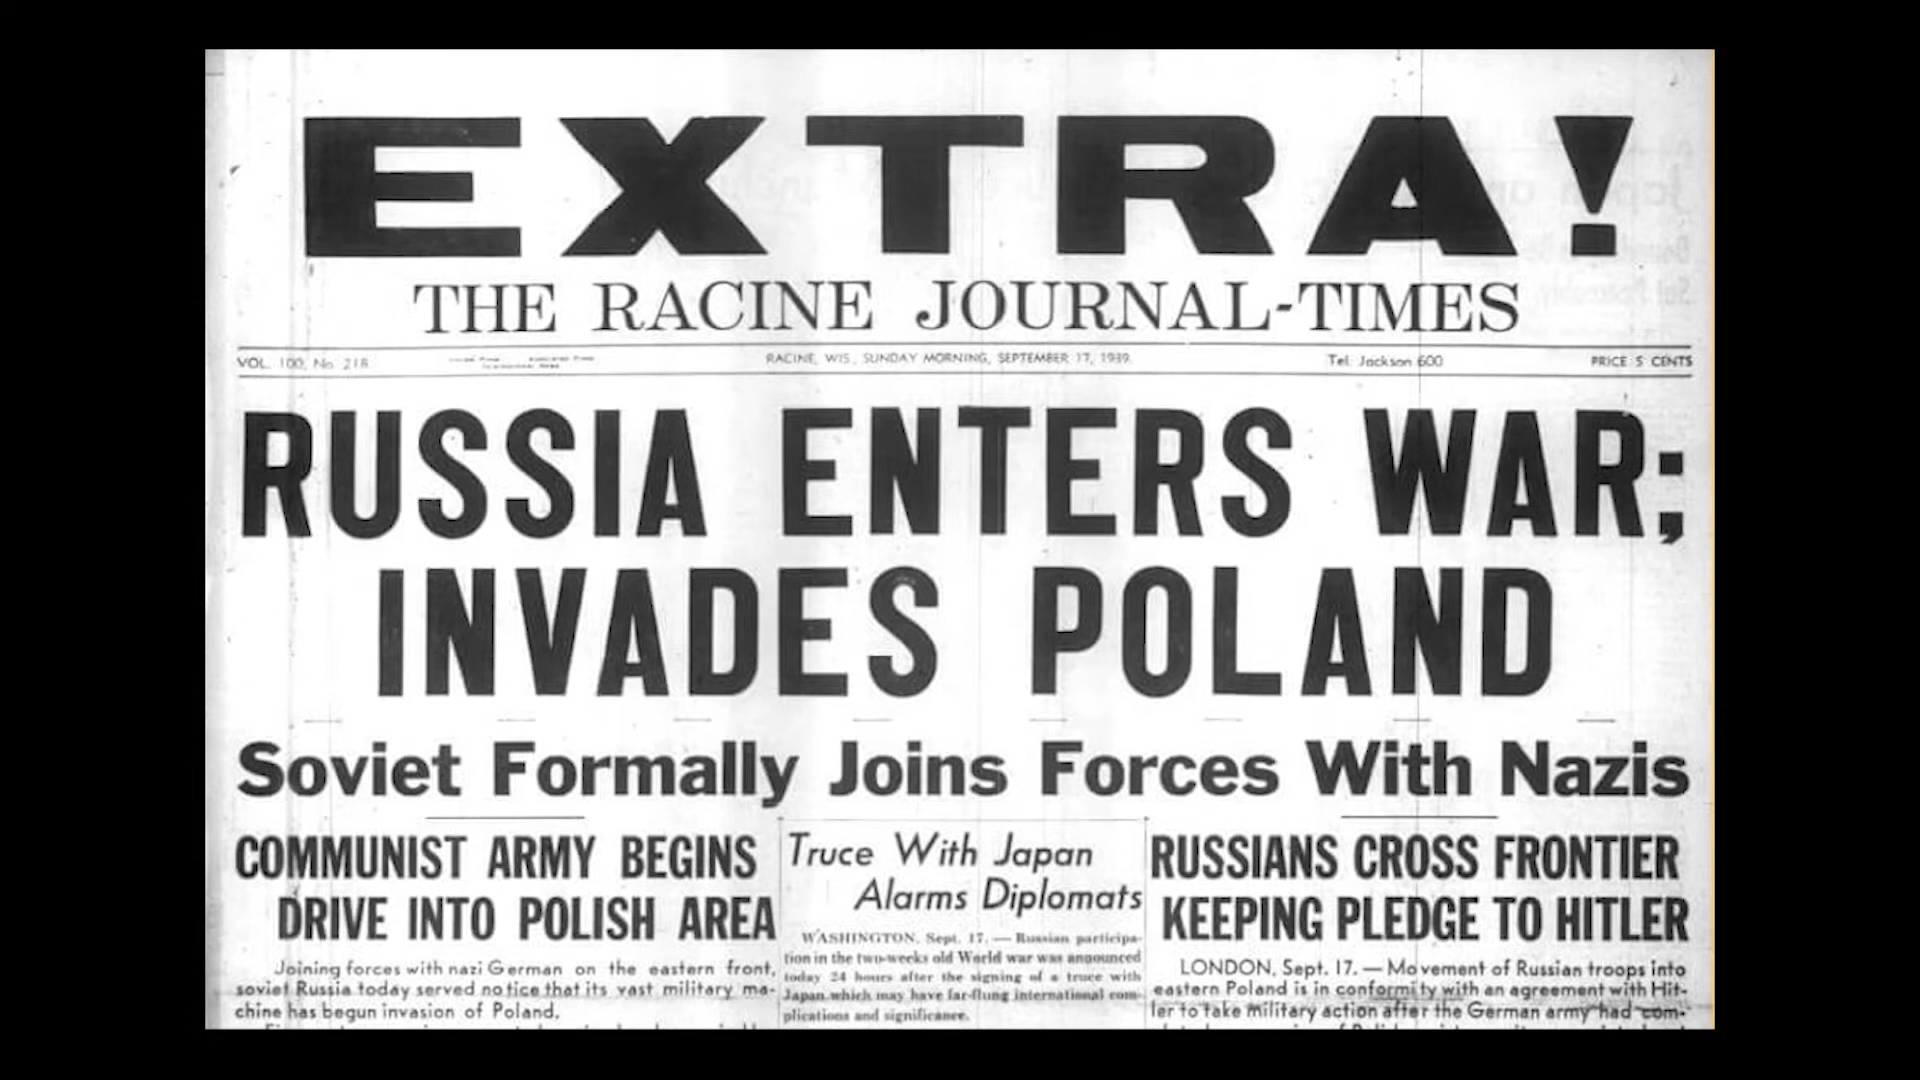 EXTRA!
THE RACINE JOURNAL-TIMES
VOL. 100, No. 218
RACINE, WIS., SUNDAY MORNING, SEPTEMBER 17, 1939.
Tel. Jackson 600
PRICE 5 CENTS
RUSSIA ENTERS WAR;
INVADES POLAND
Soviet Formally Joins Forces With Nazis
COMMUNIST ARMY BEGINS
DRIVE INTO POLISH AREA
Joining forces with nazi German on the eastern front,
soviet Russia today served notice that its vast military ma-
chine has begun invasion of Poland.
Truce With Japan
Alarms Diplomats
WASHINGTON, Sept. 17. — Russian participa-
tion in the two-weeks old World war was announced
today 24 hours after the signing of a truce with
Japan which may have far-flung international com-
plications and significance.
RUSSIANS CROSS FRONTIER
KEEPING PLEDGE TO HITLER
LONDON, Sept. 17. — Movement of Russian troops into
eastern Poland is in conformity with an agreement with Hit-
ler to take military action after the German army had com-